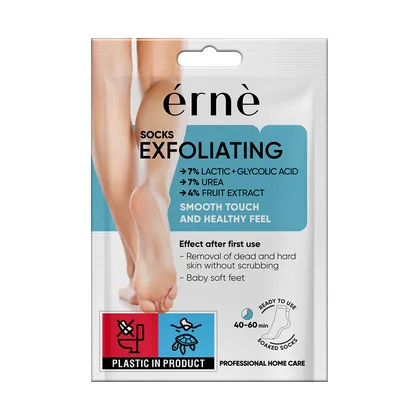 érnè
SOCKS
EXFOLIATING
→ 7% LACTIC + GLYCOLIC ACID
→ 7% UREA
→ 4% FRUIT EXTRACT
SMOOTH TOUCH
AND HEALTHY FEEL
Effect after first use
- Removal of dead and hard
skin without scrubbing
- Baby soft feet
READY TO USE
40-60 min
SOAKED SOCKS
PLASTIC IN PRODUCT
PROFESSIONAL HOME CARE